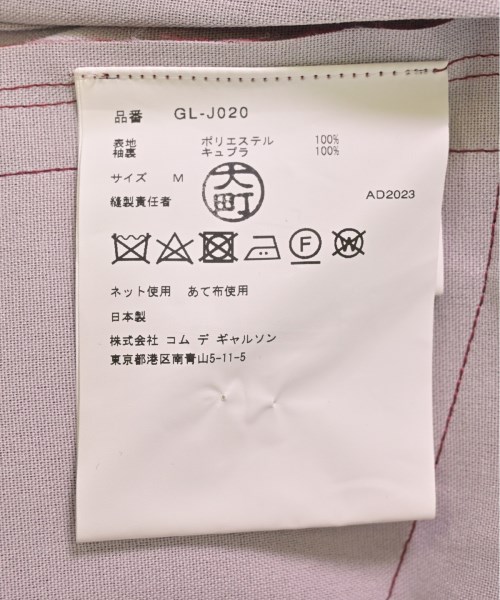 品番 GL-J020
表地 ポリエステル 100%
袖裏 キュプラ 100%
サイズ M
大町
縫製責任者
AD2023
F W
ネット使用 あて布使用
日本製
株式会社 コム デ ギャルソン
東京都港区南青山5-11-5